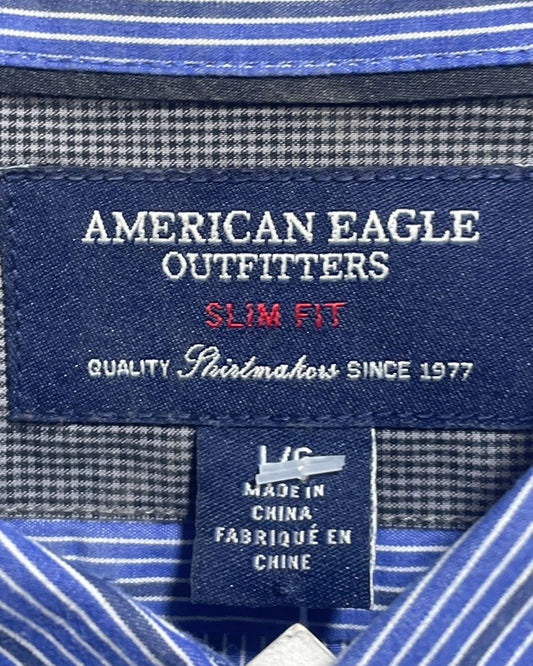 AMERICAN EAGLE
OUTFITTERS
SLIM FIT
QUALITY Shirtmakers SINCE 1977
L/G
MADE IN
CHINA
FABRIQUÉ EN
CHINE